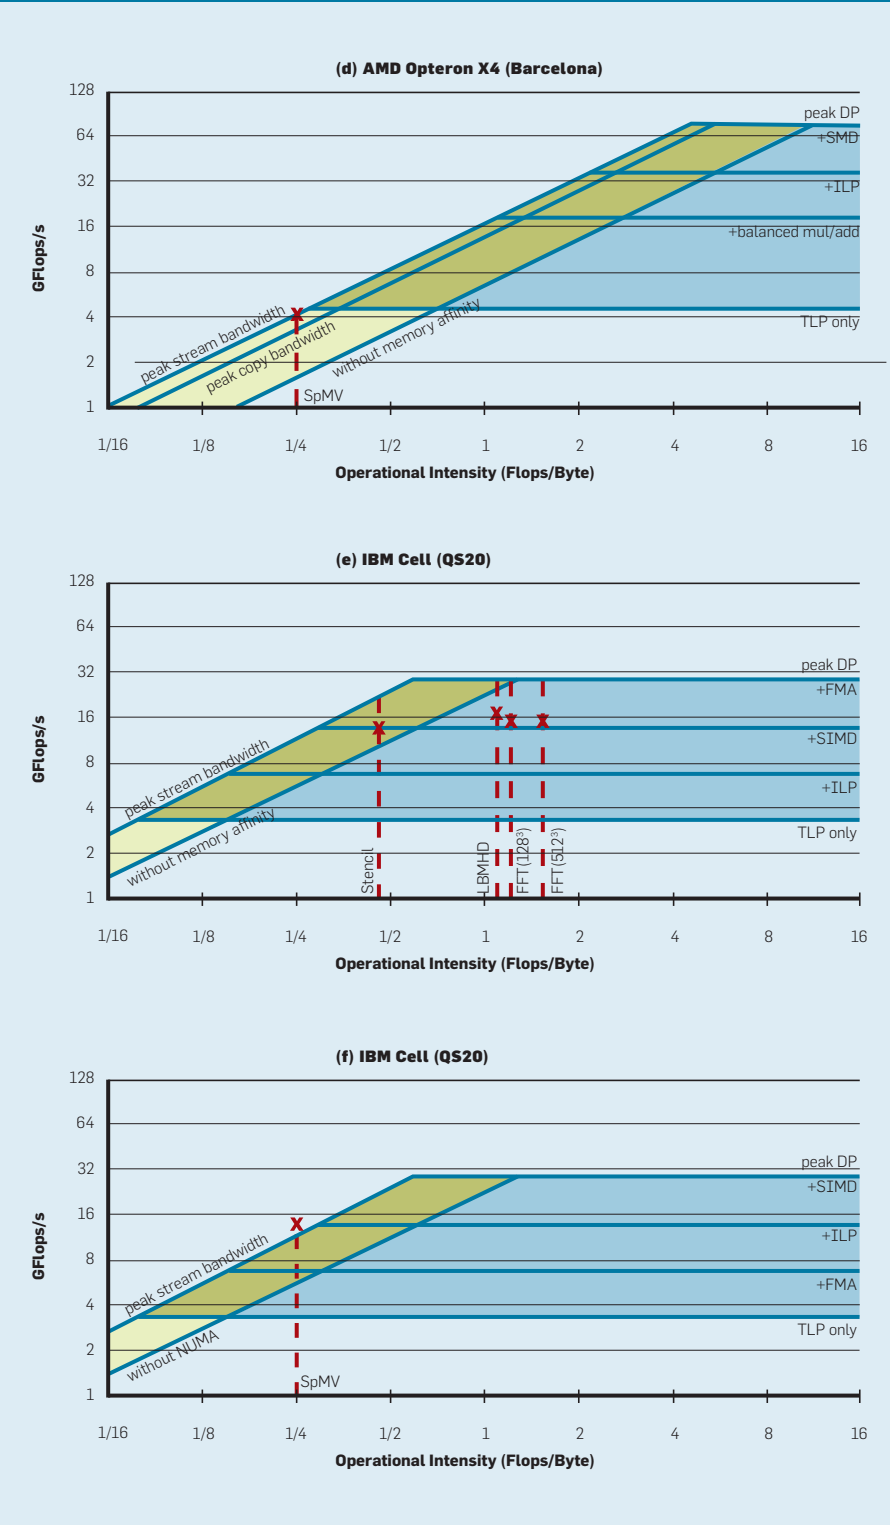 (d) AMD Opteron X4 (Barcelona)
128
64
32
16
8
4
2
1
GFlops/s
peak DP
+SMD
+ILP
+balanced mul/add
TLP only
peak stream bandwidth
peak copy bandwidth
without memory affinity
X
SpMV
1/16 1/8 1/4 1/2 1 2 4 8 16
Operational Intensity (Flops/Byte)
(e) IBM Cell (QS20)
128
64
32
16
8
4
2
1
GFlops/s
peak DP
+FMA
+SIMD
+ILP
TLP only
peak stream bandwidth
without memory affinity
X
X
X
X
Stencil
LBMHD
FFT (128³)
FFT (512³)
1/16 1/8 1/4 1/2 1 2 4 8 16
Operational Intensity (Flops/Byte)
(f) IBM Cell (QS20)
128
64
32
16
8
4
2
1
GFlops/s
peak DP
+SIMD
+ILP
+FMA
TLP only
peak stream bandwidth
without NUMA
X
SpMV
1/16 1/8 1/4 1/2 1 2 4 8 16
Operational Intensity (Flops/Byte)